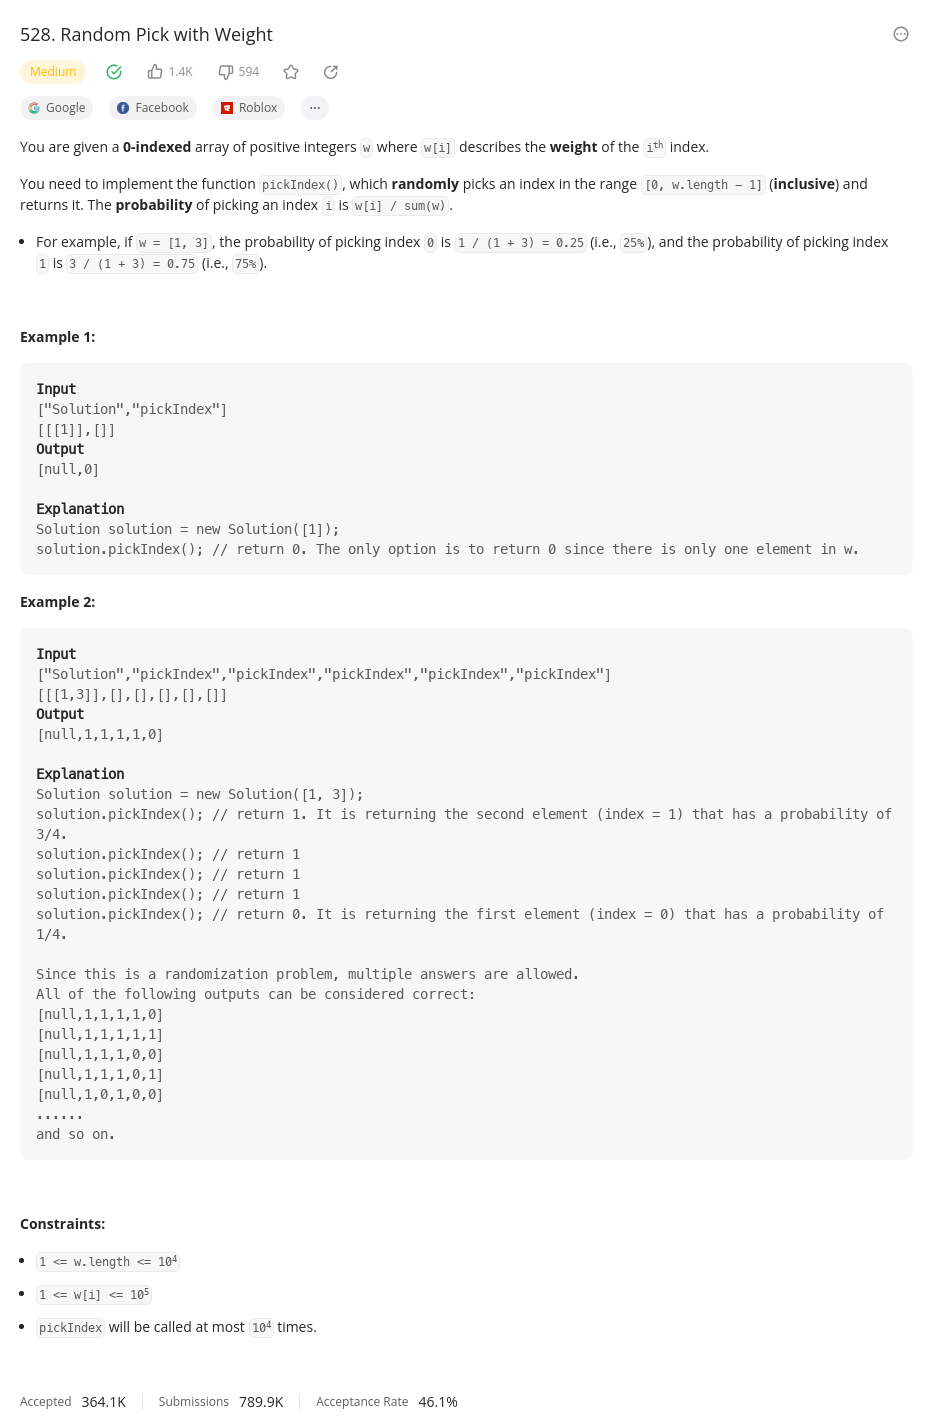 528. Random Pick with Weight
Medium 1.4K 594
Google Facebook Roblox ...
You are given a 0-indexed array of positive integers w where w[i] describes the weight of the ith index.
You need to implement the function pickIndex(), which randomly picks an index in the range [0, w.length - 1] (inclusive) and
returns it. The probability of picking an index i is w[i] / sum(w).
• For example, if w = [1, 3], the probability of picking index 0 is 1 / (1 + 3) = 0.25 (i.e., 25%), and the probability of picking index
1 is 3 / (1 + 3) = 0.75 (i.e., 75%).
Example 1:
Input
["Solution","pickIndex"]
[[[1]],[]]
Output
[null,0]
Explanation
Solution solution = new Solution([1]);
solution.pickIndex(); // return 0. The only option is to return 0 since there is only one element in w.
Example 2:
Input
["Solution","pickIndex","pickIndex","pickIndex","pickIndex","pickIndex"]
[[[1,3]],[],[],[],[],[]]
Output
[null,1,1,1,1,0]
Explanation
Solution solution = new Solution([1, 3]);
solution.pickIndex(); // return 1. It is returning the second element (index = 1) that has a probability of
3/4.
solution.pickIndex(); // return 1
solution.pickIndex(); // return 1
solution.pickIndex(); // return 1
solution.pickIndex(); // return 0. It is returning the first element (index = 0) that has a probability of
1/4.
Since this is a randomization problem, multiple answers are allowed.
All of the following outputs can be considered correct:
[null,1,1,1,1,0]
[null,1,1,1,1,1]
[null,1,1,1,0,0]
[null,1,1,1,0,1]
[null,1,0,1,0,0]
......
and so on.
Constraints:
• 1 <= w.length <= 10⁴
• 1 <= w[i] <= 10⁵
• pickIndex will be called at most 10⁴ times.
Accepted 364.1K Submissions 789.9K Acceptance Rate 46.1%